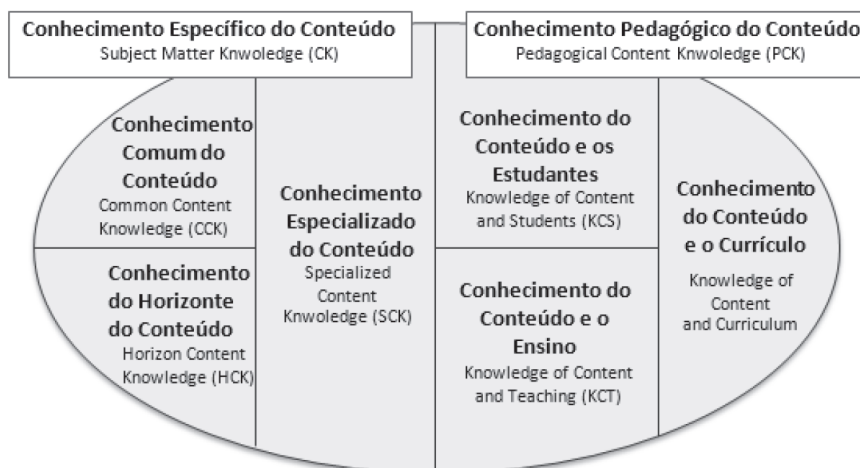 Conhecimento Específico do Conteúdo
Subject Matter Knwoledge (CK)
Conhecimento Pedagógico do Conteúdo
Pedagogical Content Knwoledge (PCK)
Conhecimento
Comum do
Conteúdo
Common Content
Knowledge (CCK)
Conhecimento
do Horizonte
do Conteúdo
Horizon Content
Knowledge (HCK)
Conhecimento
Especializado
do Conteúdo
Specialized
Content
Knwoledge (SCK)
Conhecimento do
Conteúdo e os
Estudantes
Knowledge of Content
and Students (KCS)
Conhecimento do
Conteúdo e o
Ensino
Knowledge of Content
and Teaching (KCT)
Conhecimento
do Conteúdo
e o Currículo
Knowledge of
Content
and Curriculum